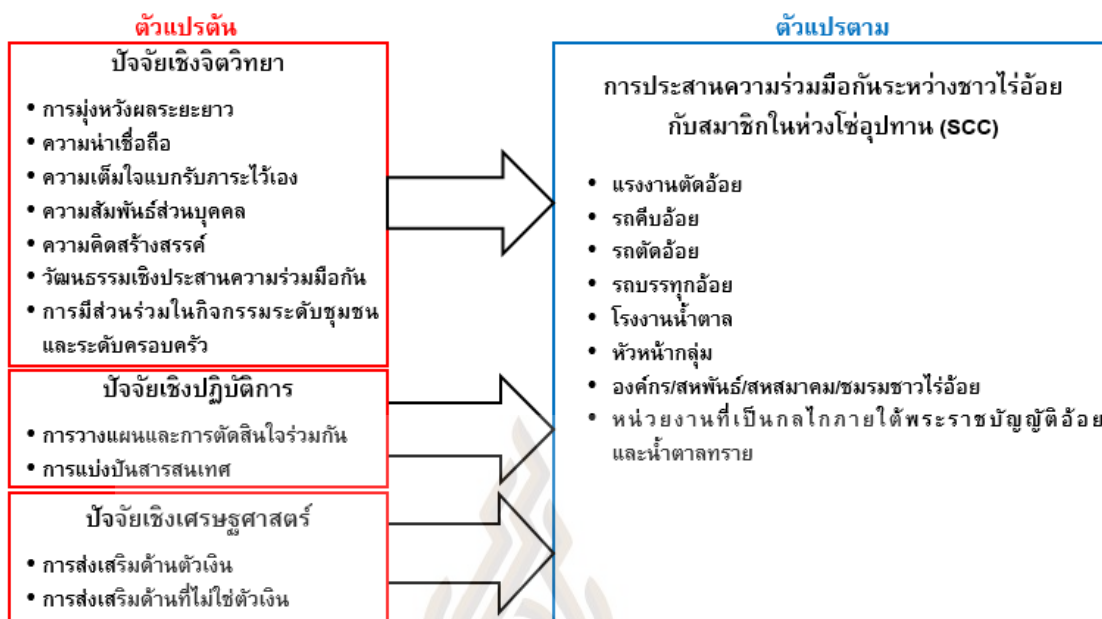 ตัวแปรต้น
ปัจจัยเชิงจิตวิทยา
• การมุ่งหวังผลระยะยาว
• ความน่าเชื่อถือ
• ความเต็มใจแบกรับภาระไว้เอง
• ความสัมพันธ์ส่วนบุคคล
• ความคิดสร้างสรรค์
• วัฒนธรรมเชิงประสานความร่วมมือกัน
• การมีส่วนร่วมในกิจกรรมระดับชุมชน
และระดับครอบครัว
ปัจจัยเชิงปฏิบัติการ
• การวางแผนและการตัดสินใจร่วมกัน
• การแบ่งปันสารสนเทศ
ปัจจัยเชิงเศรษฐศาสตร์
• การส่งเสริมด้านตัวเงิน
• การส่งเสริมด้านที่ไม่ใช่ตัวเงิน
ตัวแปรตาม
การประสานความร่วมมือกันระหว่างชาวไร่อ้อย
กับสมาชิกในห่วงโซ่อุปทาน (SCC)
• แรงงานตัดอ้อย
• รถคีบอ้อย
• รถตัดอ้อย
• รถบรรทุกอ้อย
• โรงงานน้ำตาล
• หัวหน้ากลุ่ม
• องค์กร/สหพันธ์/สหสมาคม/ชมรมชาวไร่อ้อย
• หน่วยงานที่เป็นกลไกภายใต้พระราชบัญญัติอ้อย
และน้ำตาลทราย